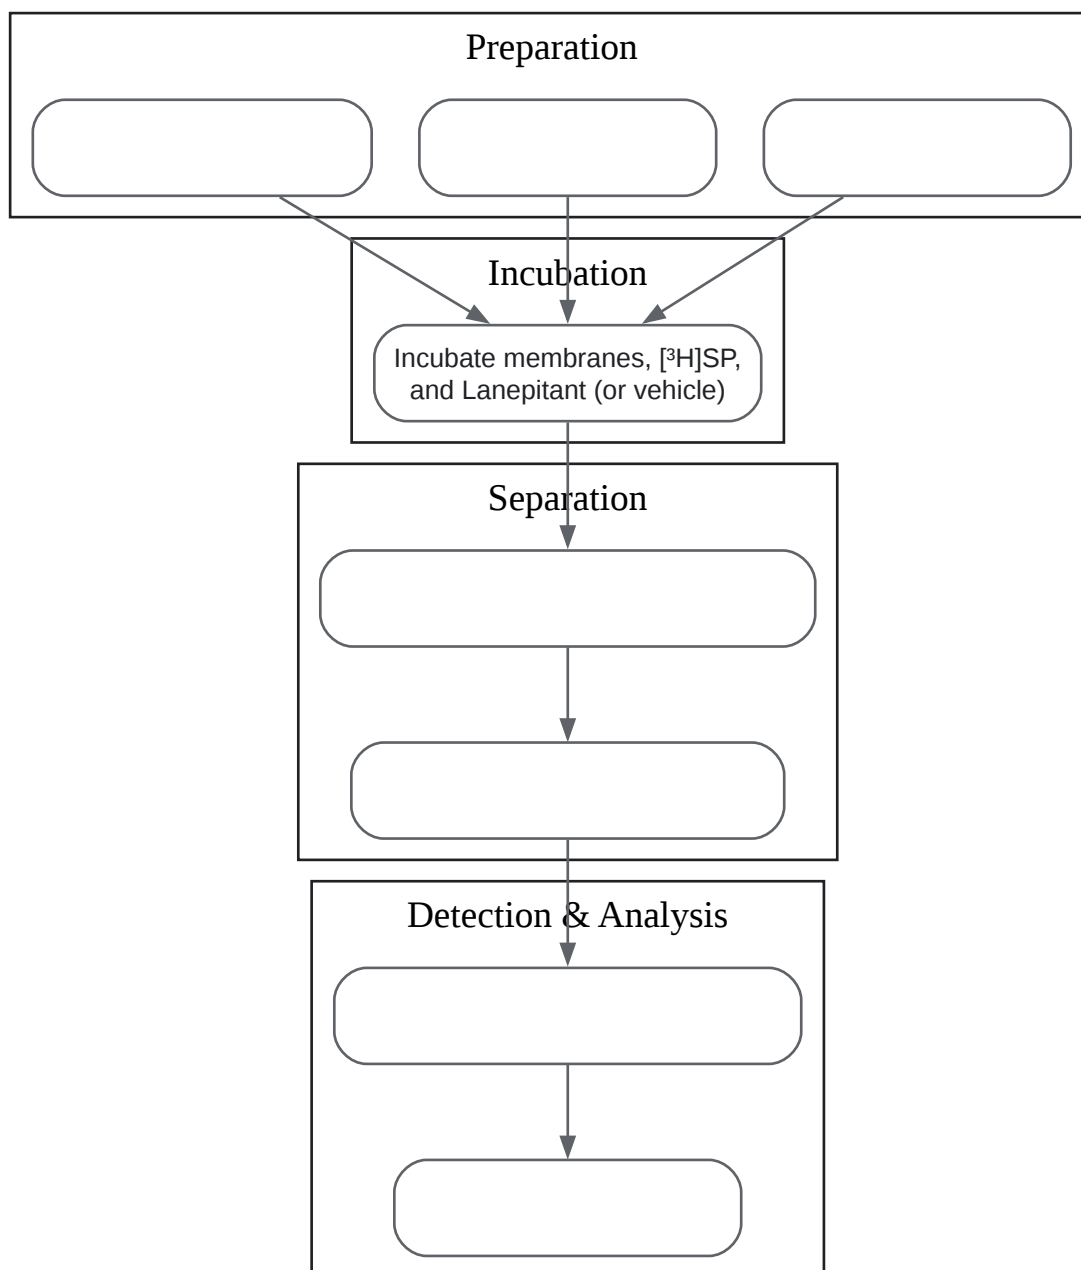 Preparation
Incubation
Incubate membranes, [³H]SP,
and Lanepitant (or vehicle)
Separation
Detection & Analysis